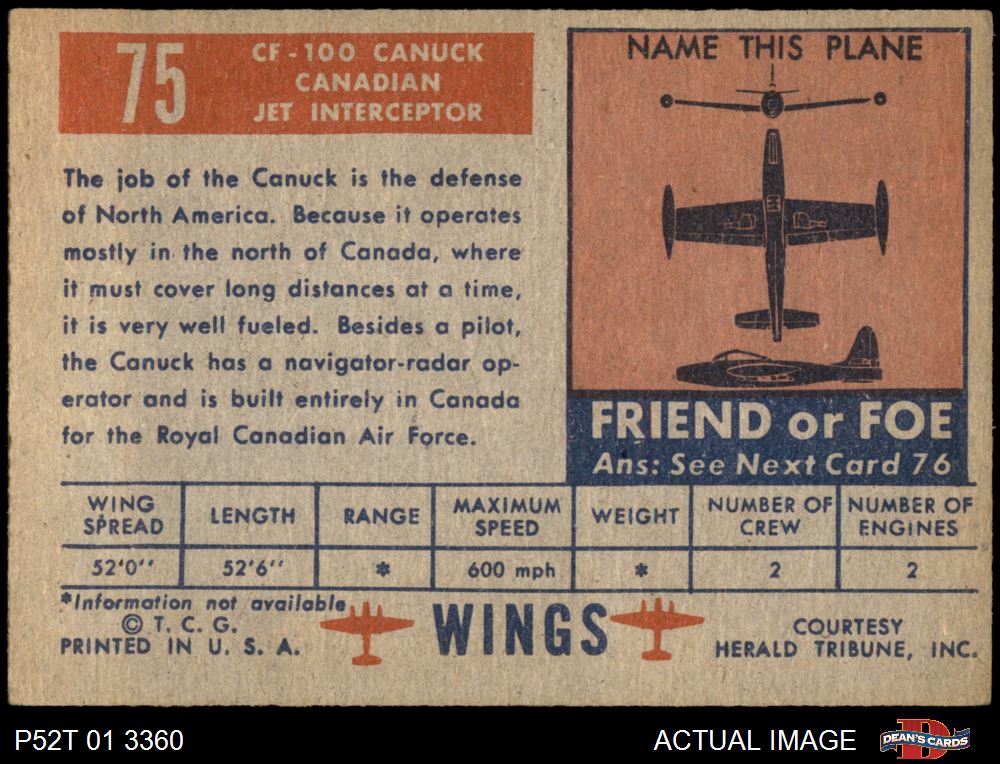 75
CF-100 CANUCK
CANADIAN
JET INTERCEPTOR
The job of the Canuck is the defense
of North America. Because it operates
mostly in the north of Canada, where
it must cover long distances at a time,
it is very well fueled. Besides a pilot,
the Canuck has a navigator-radar op-
erator and is built entirely in Canada
for the Royal Canadian Air Force.
NAME THIS PLANE
FRIEND or FOE
Ans: See Next Card 76
WING SPREAD LENGTH RANGE MAXIMUM SPEED WEIGHT NUMBER OF CREW NUMBER OF ENGINES
52'0'' 52'6'' * 600 mph * 2 2
*Information not available
© T. C. G.
PRINTED IN U. S. A.
WINGS
COURTESY
HERALD TRIBUNE, INC.
P52T 01 3360
ACTUAL IMAGE
D
DEAN'S CARDS